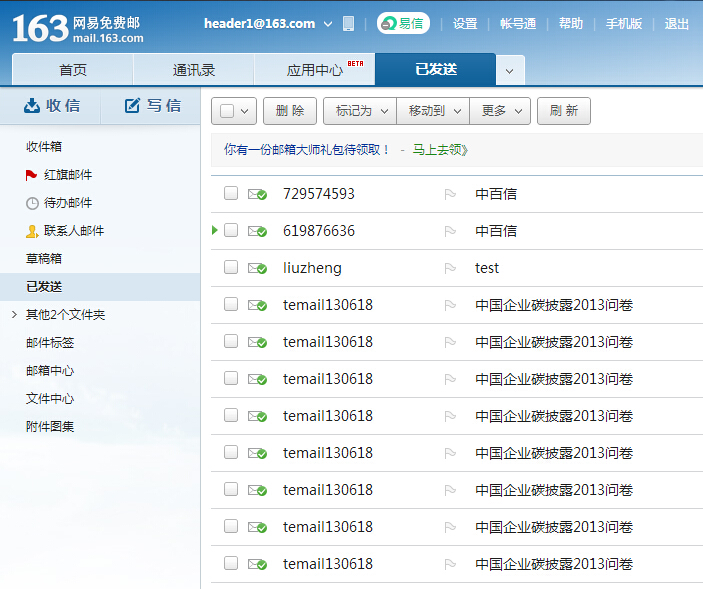 163 网易免费邮 mail.163.com header1@163.com 易信 设置 帐号通 帮助 手机版 退出
首页 通讯录 应用中心 BETA 已发送
收信 写信
删除 标记为 移动到 更多 刷新
你有一份邮箱大师礼包待领取！ - 马上去领》
收件箱
红旗邮件
待办邮件
联系人邮件
草稿箱
已发送
其他2个文件夹
邮件标签
邮箱中心
文件中心
附件图集
729574593 中百信
619876636 中百信
liuzheng test
temail130618 中国企业碳披露2013问卷
temail130618 中国企业碳披露2013问卷
temail130618 中国企业碳披露2013问卷
temail130618 中国企业碳披露2013问卷
temail130618 中国企业碳披露2013问卷
temail130618 中国企业碳披露2013问卷
temail130618 中国企业碳披露2013问卷
temail130618 中国企业碳披露2013问卷